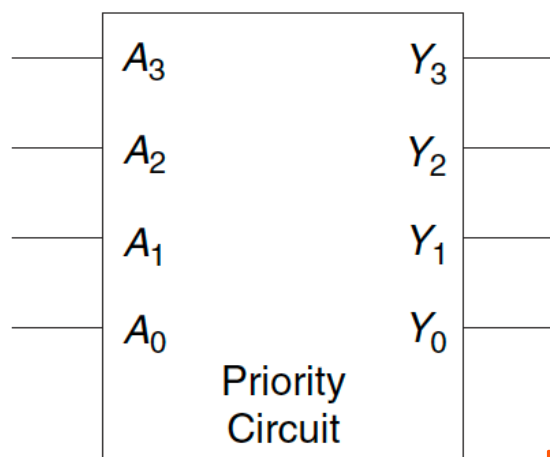 A₃ Y₃
A₂ Y₂
A₁ Y₁
A₀ Y₀
Priority
Circuit